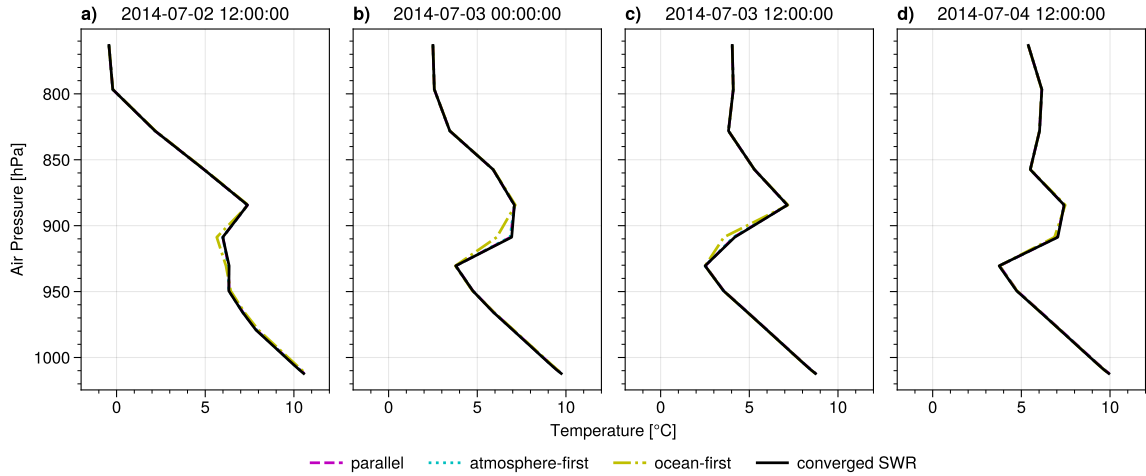 a) 2014-07-02 12:00:00
b) 2014-07-03 00:00:00
c) 2014-07-03 12:00:00
d) 2014-07-04 12:00:00
Air Pressure [hPa]
800
850
900
950
1000
0 5 10
0 5 10
0 5 10
0 5 10
Temperature [°C]
parallel
atmosphere-first
ocean-first
converged SWR